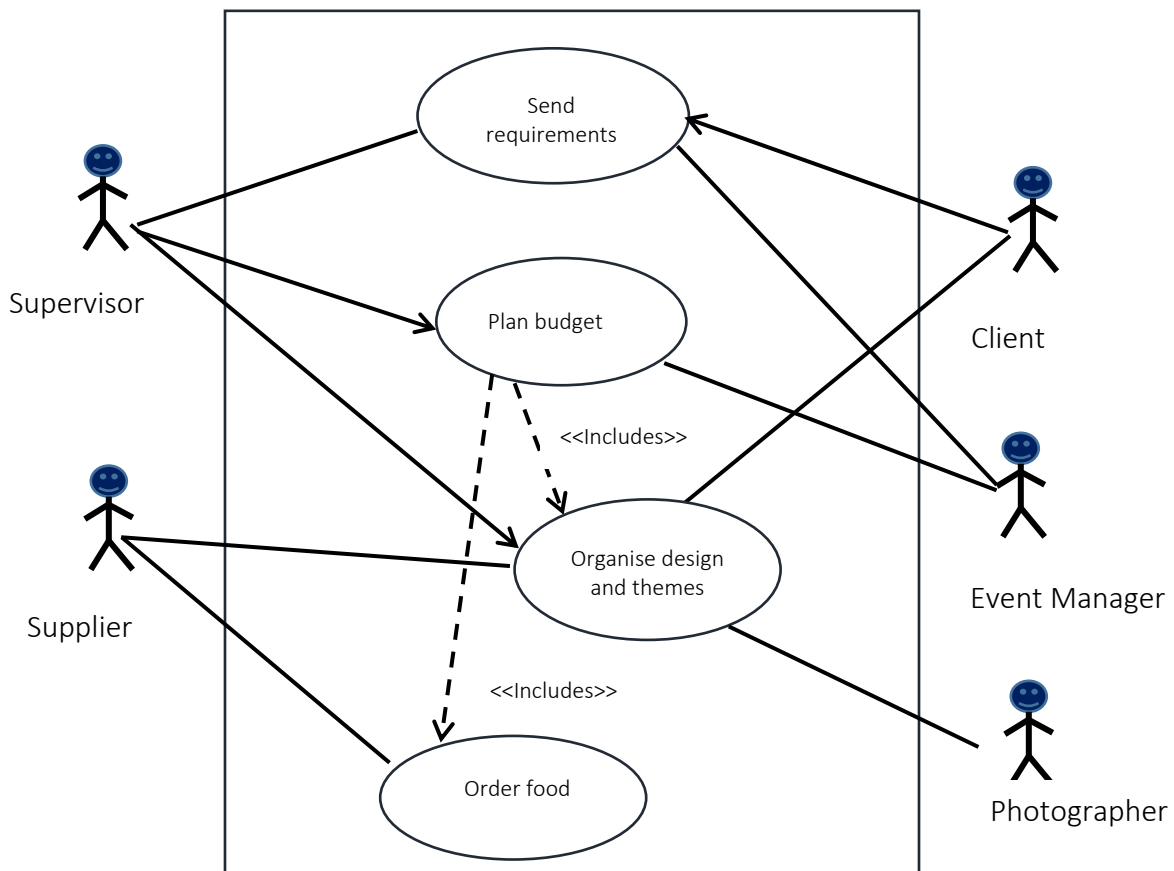 Send
requirements
Supervisor
Plan budget
Client
<<Includes>>
Organise design
and themes
Event Manager
Supplier
<<Includes>>
Order food
Photographer